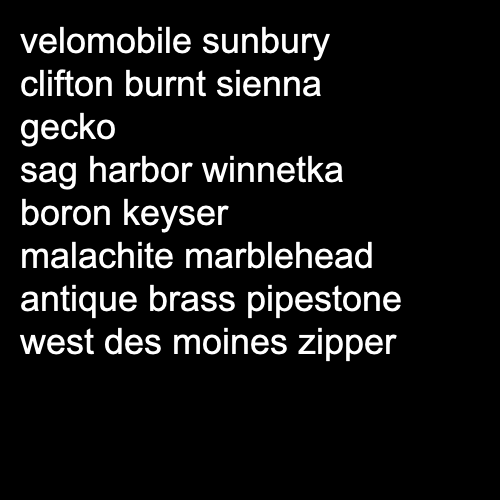 velomobile sunbury
clifton burnt sienna
gecko
sag harbor winnetka
boron keyser
malachite marblehead
antique brass pipestone
west des moines zipper